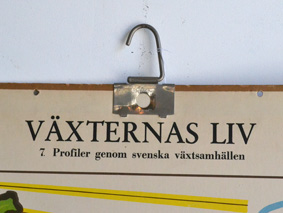 VÄXTERNAS LIV
7 Profiler genom svenska växtsamhällen